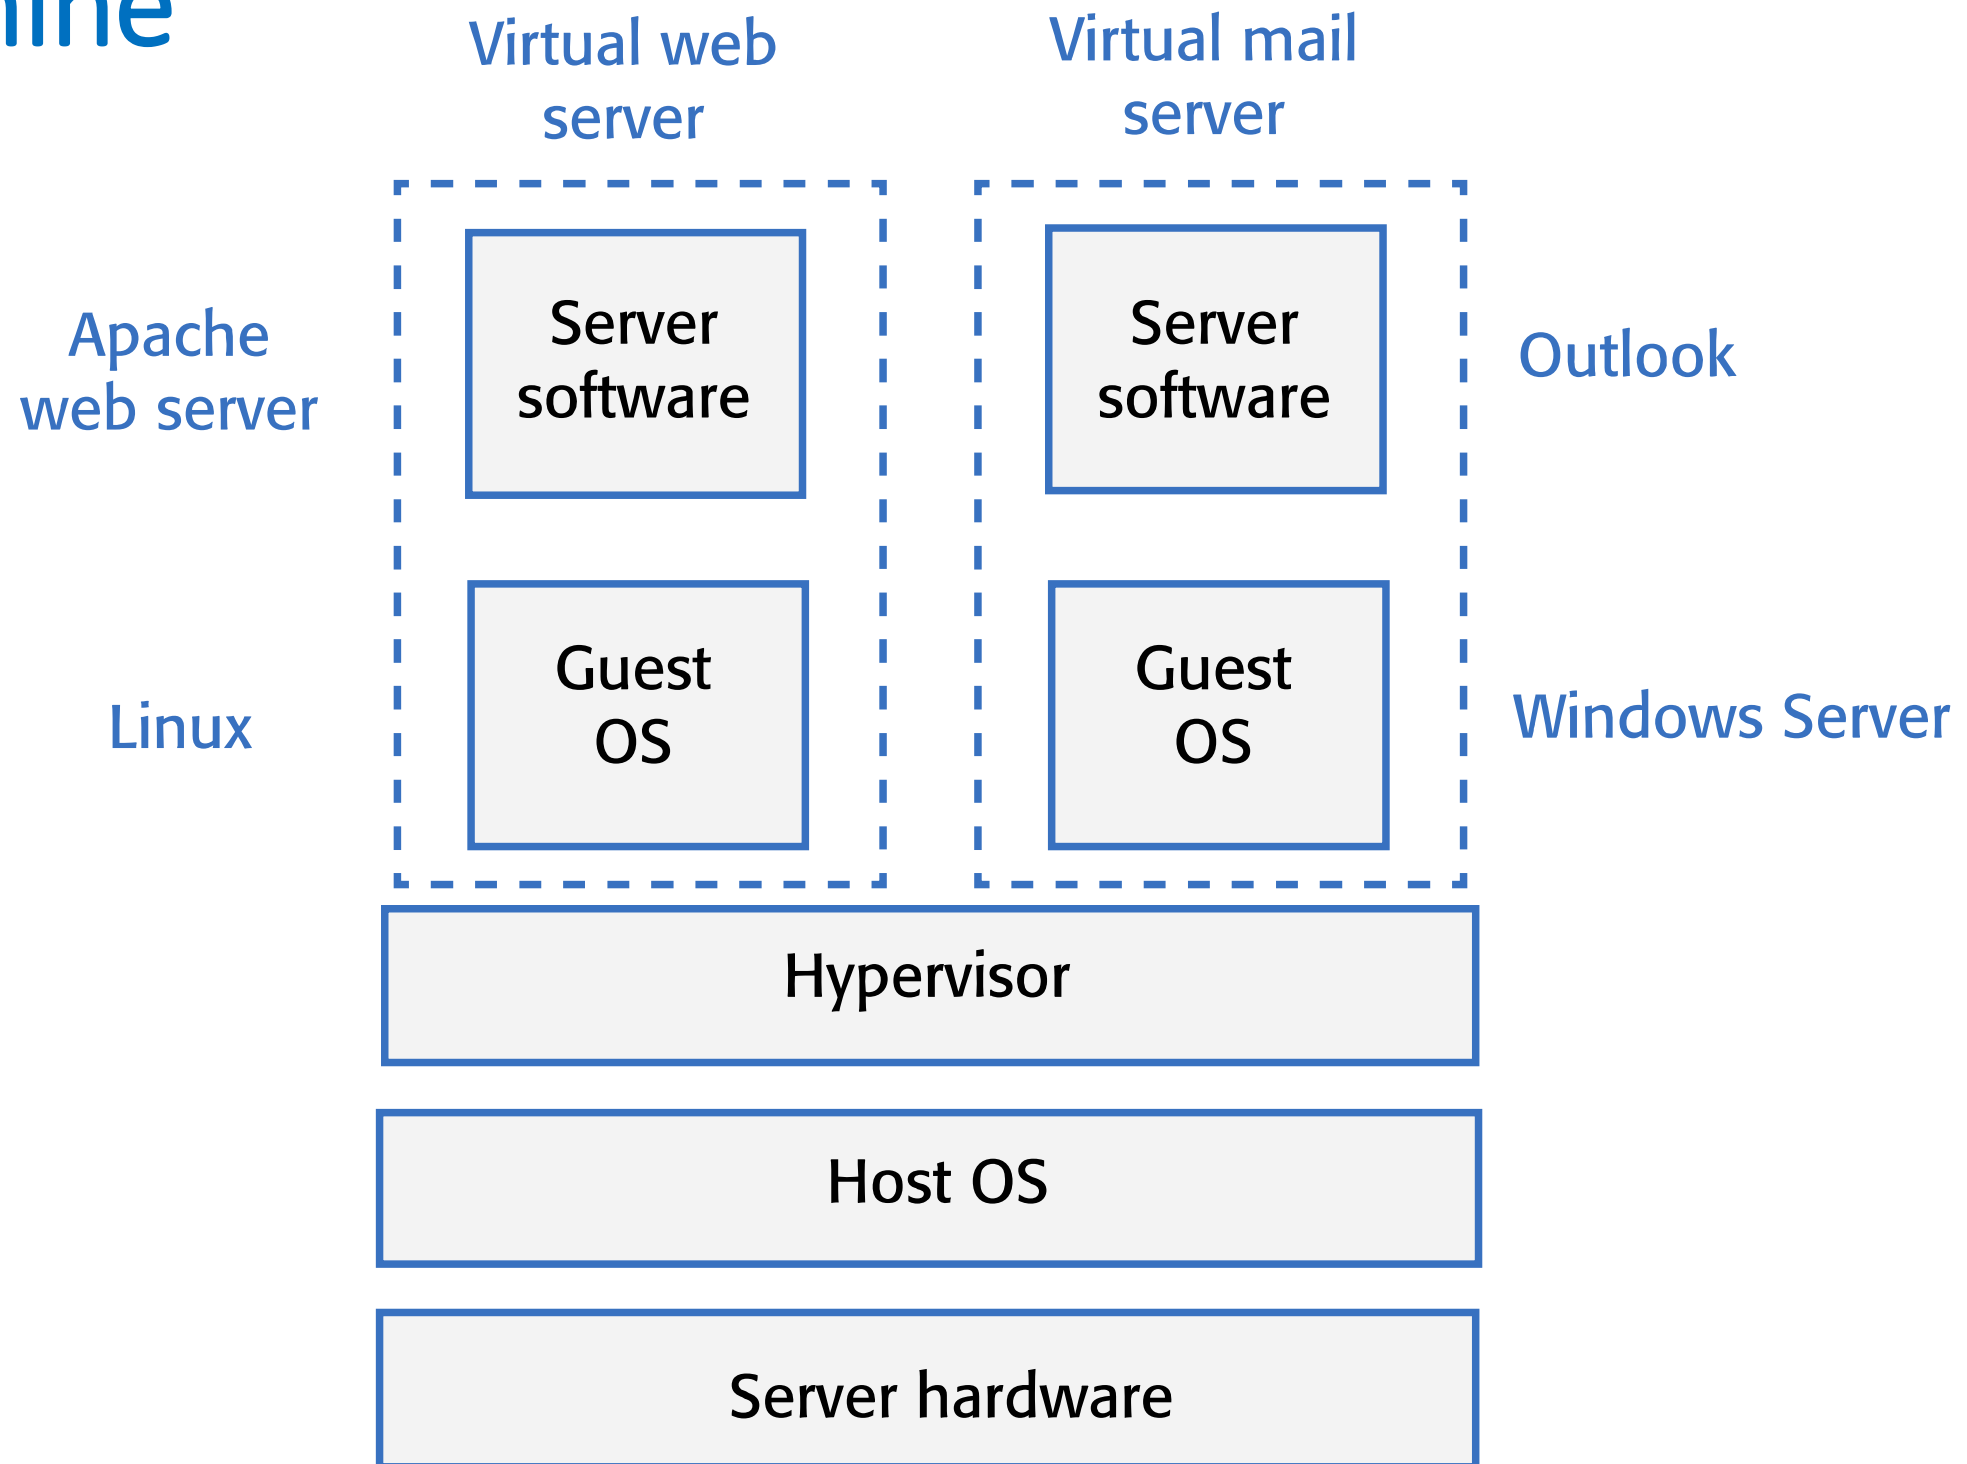 Virtual web
server
Virtual mail
server
Apache
web server
Server
software
Server
software
Outlook
Linux
Guest
OS
Guest
OS
Windows Server
Hypervisor
Host OS
Server hardware